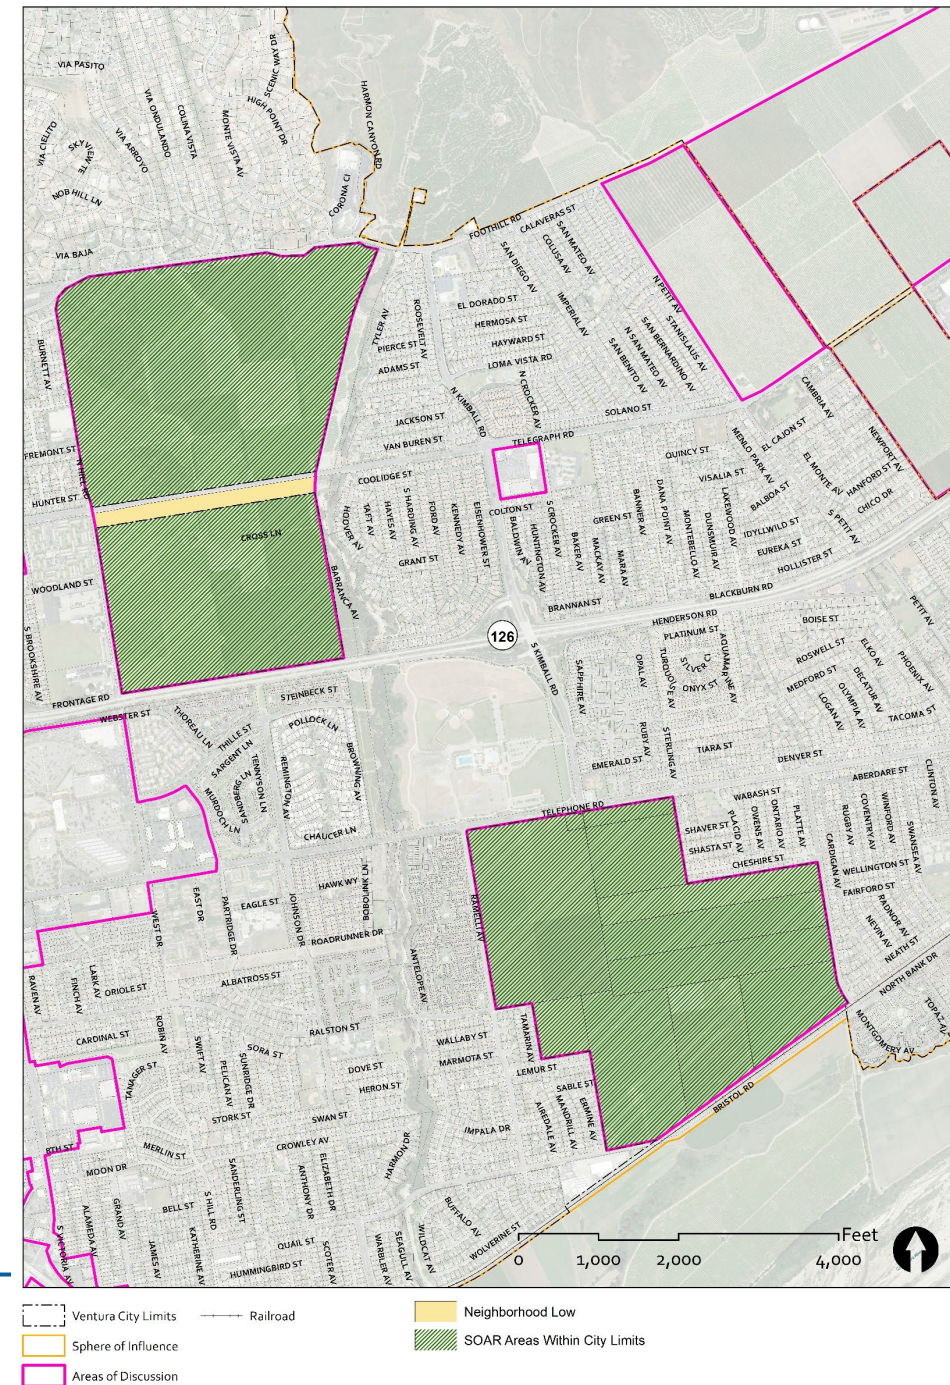 VIA PASITO
SCENIC WAY DR
HIGH POINT DR
VIA ONDULANDO
COLINA VISTA
MONTE VISTA AV
VIA CIELITO
SKYVIEW TE
VIA ARROYO
NOB HILL LN
VIA BAJA
HARMON CANYON RD
CORONA CI
FOOTHILL RD
CALAVERAS ST
SAN MATEO AV
COLUSA AV
SAN DIEGO AV
IMPERIAL AV
N PETIT AV
STANISLAUS AV
SAN BERNARDINO AV
N SAN MATEO AV
SAN BENITO AV
EL DORADO ST
HERMOSA ST
HAYWARD ST
LOMA VISTA RD
ROOSEVELT AV
TYLER AV
PIERCE ST
ADAMS ST
N CROCKER AV
N KIMBALL RD
JACKSON ST
VAN BUREN ST
SOLANO ST
TELEGRAPH RD
BURNETT AV
FREMONT ST
N HILL RD
HUNTER ST
CROSS LN
COOLIDGE ST
COLTON ST
HOOVER AV
TAFT AV
HAYES AV
S HARDING AV
FORD AV
KENNEDY AV
EISENHOWER ST
BALDWIN AV
HUNTINGTON AV
S CROCKER AV
BAKER AV
MACKAY AV
MARA AV
GREEN ST
BANNER AV
DANA POINT AV
MONTEBELLO AV
DUNSMUIR AV
LAKEWOOD AV
GRANT ST
QUINCY ST
VISALIA ST
MENLO PARK AV
EL CAJON ST
CAMBRIA AV
BALBOA ST
EL MONTE AV
NEWPORT AV
HANFORD ST
CHICO DR
S PETIT AV
IDYLLWILD ST
EUREKA ST
HOLLISTER ST
BLACKBURN RD
BRANNAN ST
HENDERSON RD
WOODLAND ST
BARRANCA AV
S BROOKSHIRE AV
FRONTAGE RD
WEBSTER ST
126
S KIMBALL RD
PLATINUM ST
SILVER CI
AQUAMARINE AV
ONYX ST
TURQUOISE AV
OPAL AV
SAPPHIRE AV
RUBY AV
STERLING AV
EMERALD ST
TIARA ST
BOISE ST
ROSWELL ST
ELKO AV
PHOENIX AV
PETIT AV
MEDFORD ST
DECATUR AV
OLYMPIA AV
LOGAN AV
TACOMA ST
DENVER ST
ABERDARE ST
CLINTON AV
STEINBECK ST
THOREAU LN
THILLE ST
SARGENT LN
TENNYSON LN
SANDBERG LN
MURDOCH LN
POLLOCK LN
REMINGTON AV
BROWNING AV
CHAUCER LN
TELEPHONE RD
WABASH ST
SHAVER ST
SHASTA ST
PLACID AV
OWENS AV
ONTARIO AV
PLATTE AV
CHESHIRE ST
CARDIGAN AV
RUGBY AV
COVENTRY AV
WINFORD AV
SWANSEA AV
WELLINGTON ST
FAIRFORD ST
RADNOR AV
NEVIN AV
NEATH ST
NORTH BANK DR
HAWK WY
BOBOLINK LN
EAGLE ST
EAST DR
WEST DR
PARTRIDGE DR
JOHNSON DR
ROADRUNNER DR
RAMELLI AV
ANTELOPE AV
ALBATROSS ST
RAVEN AV
LARK AV
FINCH AV
ORIOLE ST
CARDINAL ST
ROBIN AV
SWIFT AV
SORA ST
RALSTON ST
WALLABY ST
TAMARIN AV
MARMOTA ST
LEMUR ST
TANAGER ST
PELICAN AV
SUNRIDGE DR
DOVE ST
HERON ST
SABLE ST
ERMINE AV
MANDRILL AV
AIREDALE AV
MONTGOMERY AV
TOPAZ AV
BRISTOL RD
STORK ST
SWAN ST
IMPALA DR
8TH ST
MERLIN ST
CROWLEY AV
MOON DR
ELIZABETH DR
ANTHONY DR
HARMON DR
SANDERLING ST
S VICTORIA AV
ALAMEDA AV
GRAND AV
BELL ST
S HILL RD
JAMES AV
KATHERINE AV
QUAIL ST
HUMMINGBIRD ST
SCOTER AV
WARBLER AV
SEAGULL AV
WILDCAT AV
BUFFALO AV
WOLVERINE ST
Feet
0 1,000 2,000 4,000
Ventura City Limits
Railroad
Sphere of Influence
Areas of Discussion
Neighborhood Low
SOAR Areas Within City Limits